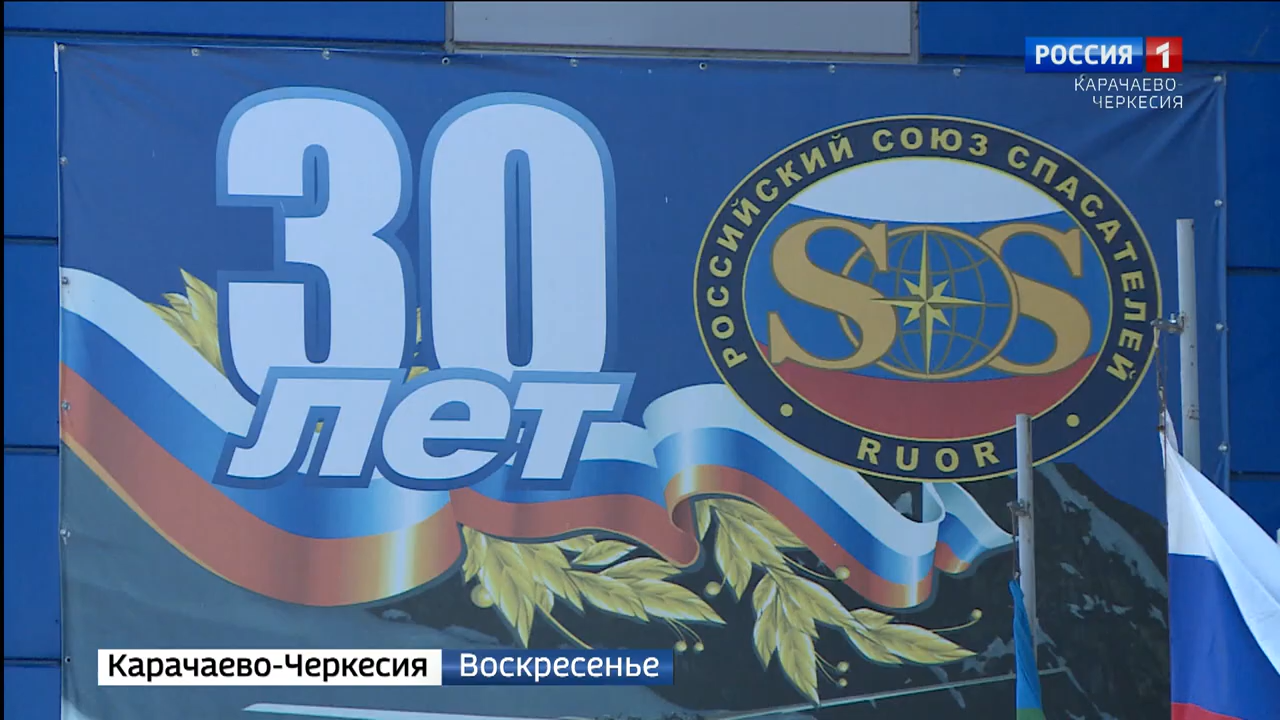 РОССИЯ 1
КАРАЧАЕВО-
ЧЕРКЕСИЯ
30
лет
РОССИЙСКИЙ СОЮЗ СПАСАТЕЛЕЙ
SOS
RUOR
Карачаево-Черкесия Воскресенье